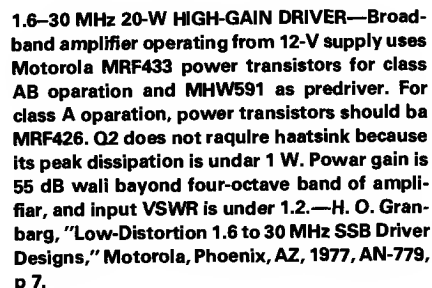 1.6–30 MHz 20-W HIGH-GAIN DRIVER—Broad-
band amplifier operating from 12-V supply uses
Motorola MRF433 power transistors for class
AB oparation and MHW591 as predriver. For
class A oparation, power transistors should ba
MRF426. Q2 does not raqulre haatsink because
its peak dissipation is undar 1 W. Powar gain is
55 dB wali bayond four-octave band of ampli-
fiar, and input VSWR is under 1.2.—H. O. Gran-
barg, "Low-Distortion 1.6 to 30 MHz SSB Driver
Designs," Motorola, Phoenix, AZ, 1977, AN-779,
p 7.